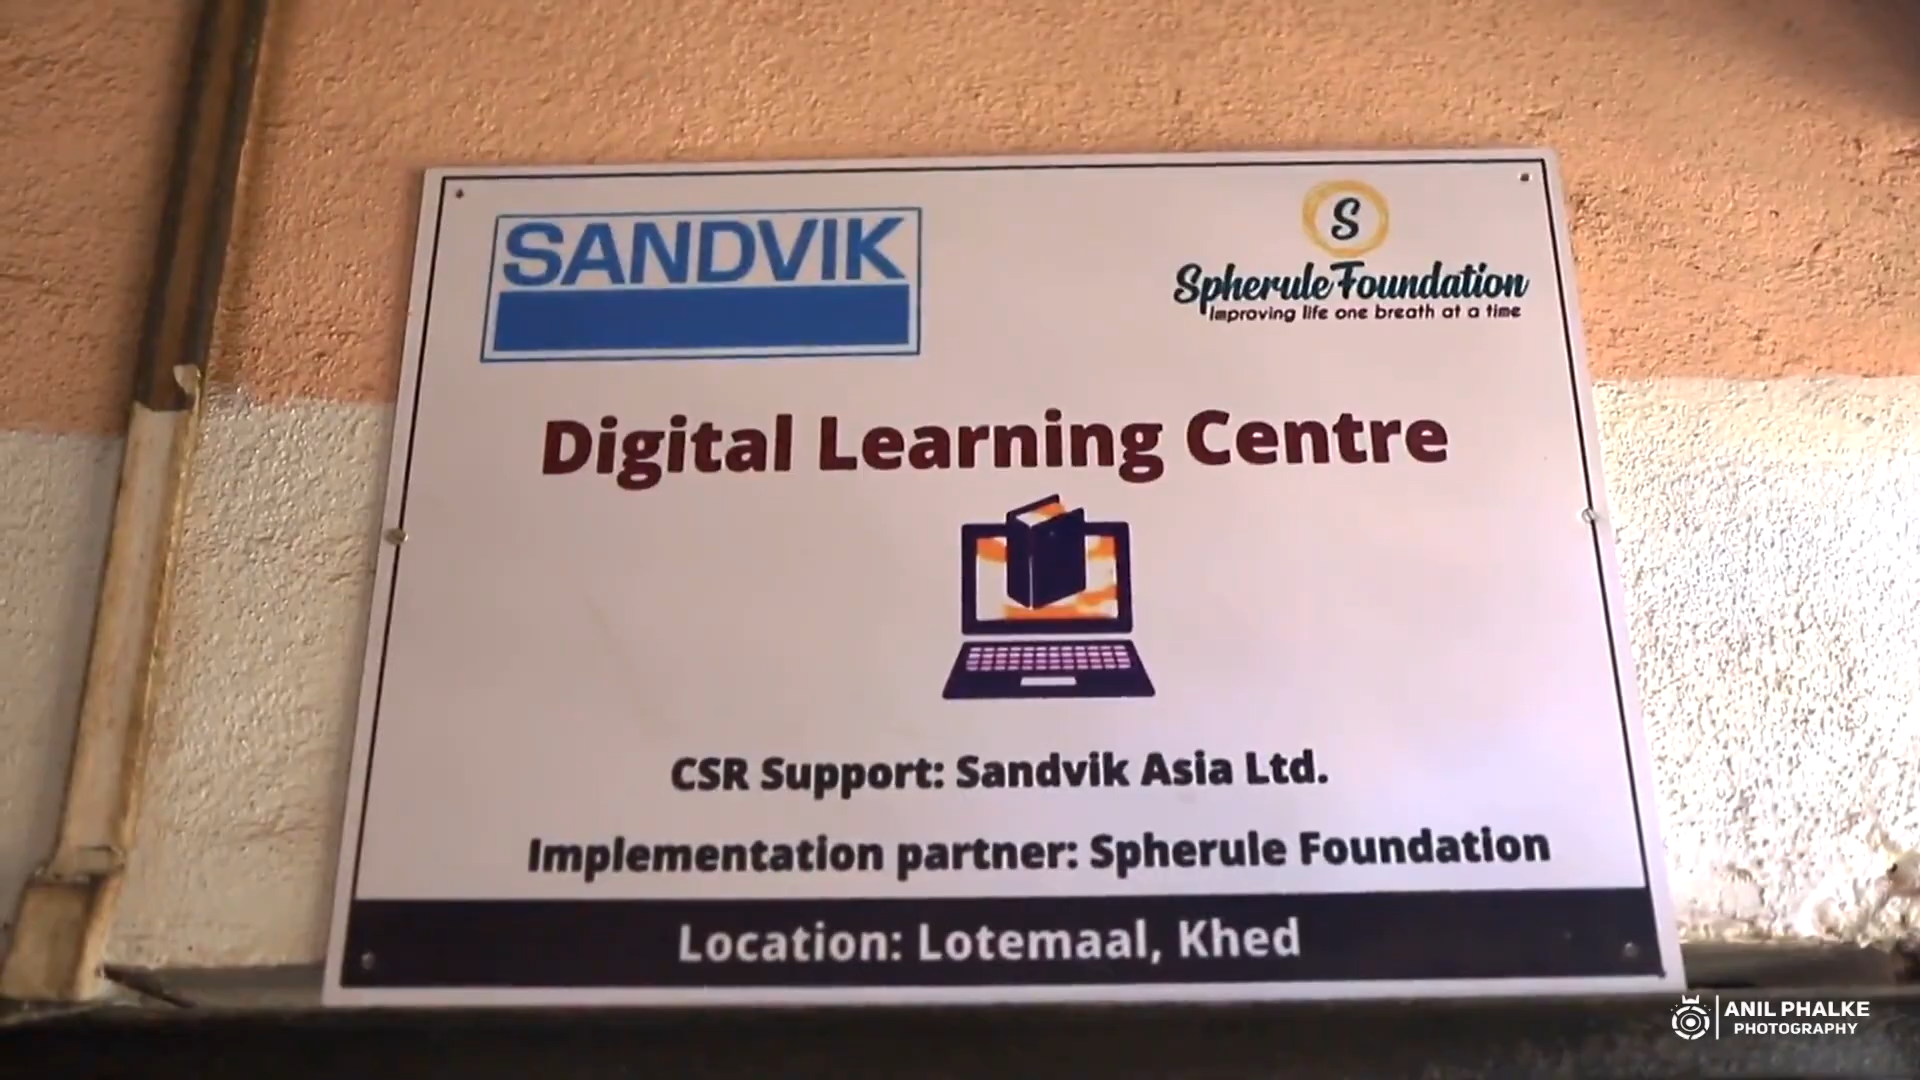 SANDVIK
S
Spherule Foundation
Improving life one breath at a time
Digital Learning Centre
CSR Support: Sandvik Asia Ltd.
Implementation partner: Spherule Foundation
Location: Lotemaal, Khed
ANIL PHALKE
PHOTOGRAPHY